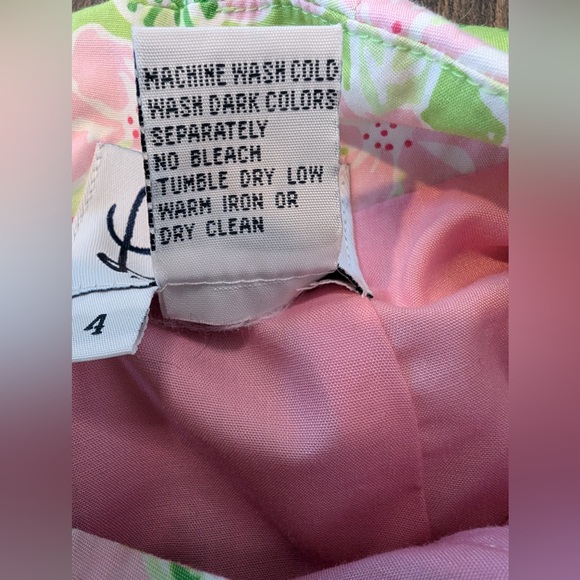 MACHINE WASH COLD
WASH DARK COLORS
SEPARATELY
NO BLEACH
TUMBLE DRY LOW
WARM IRON OR
DRY CLEAN
4